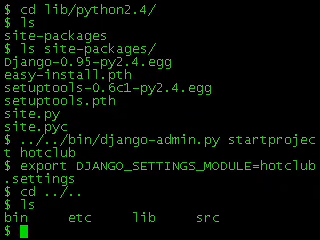 $ cd lib/python2.4/
$ ls
site-packages
$ ls site-packages/
Django-0.95-py2.4.egg
easy-install.pth
setuptools-0.6c1-py2.4.egg
setuptools.pth
site.py
site.pyc
$ ../../bin/django-admin.py startprojec
t hotclub
$ export DJANGO_SETTINGS_MODULE=hotclub
.settings
$ cd ../..
$ ls
bin     etc     lib     src
$